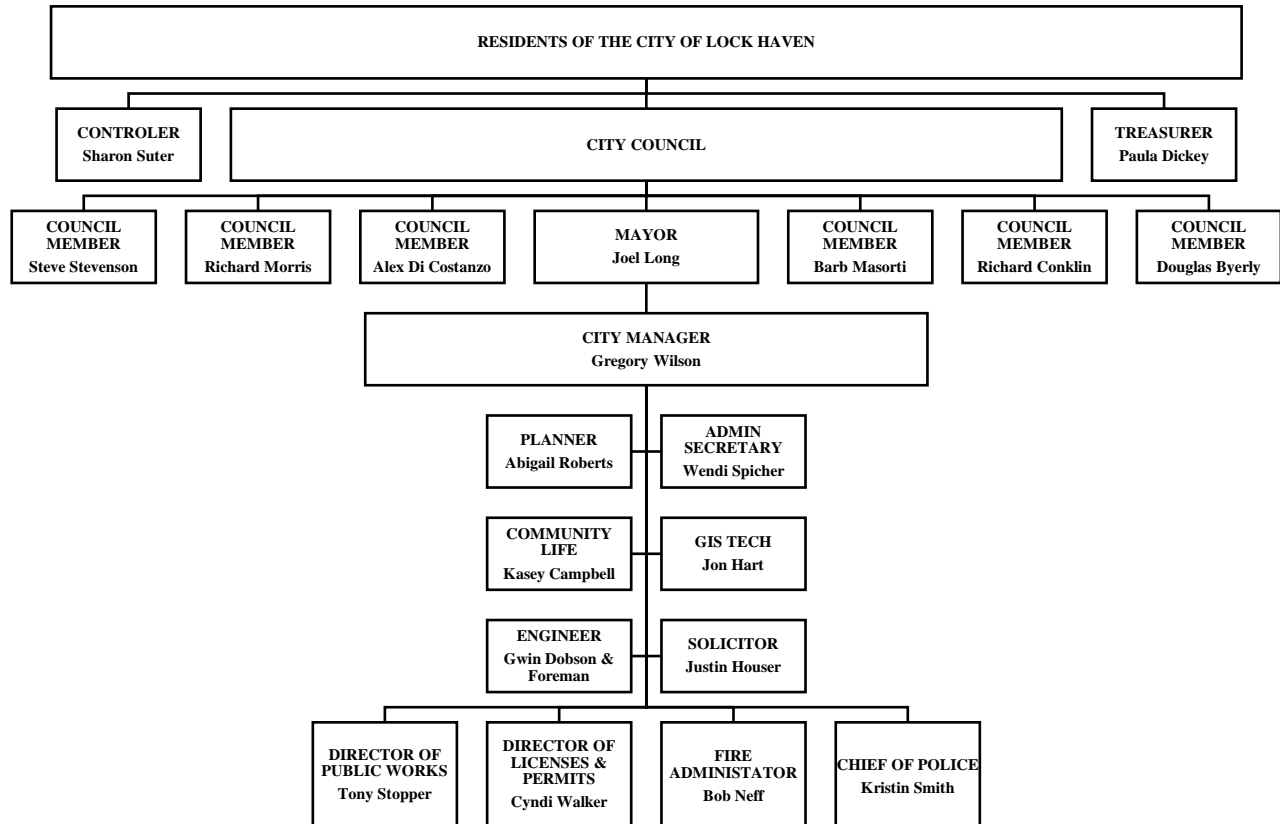 RESIDENTS OF THE CITY OF LOCK HAVEN
CONTROLER
Sharon Suter
CITY COUNCIL
TREASURER
Paula Dickey
COUNCIL
MEMBER
Steve Stevenson
COUNCIL
MEMBER
Richard Morris
COUNCIL
MEMBER
Alex Di Costanzo
MAYOR
Joel Long
COUNCIL
MEMBER
Barb Masorti
COUNCIL
MEMBER
Richard Conklin
COUNCIL
MEMBER
Douglas Byerly
CITY MANAGER
Gregory Wilson
PLANNER
Abigail Roberts
ADMIN
SECRETARY
Wendi Spicher
COMMUNITY
LIFE
Kasey Campbell
GIS TECH
Jon Hart
ENGINEER
Gwin Dobson &
Foreman
SOLICITOR
Justin Houser
DIRECTOR OF
PUBLIC WORKS
Tony Stopper
DIRECTOR OF
LICENSES &
PERMITS
Cyndi Walker
FIRE
ADMINISTATOR
Bob Neff
CHIEF OF POLICE
Kristin Smith